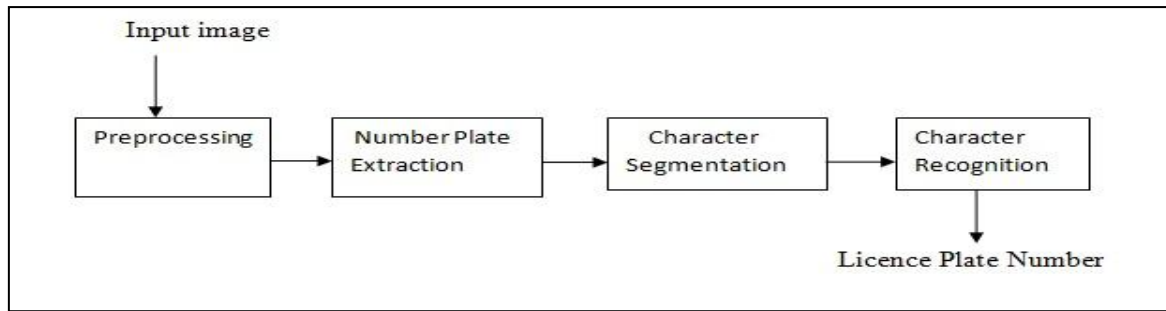 Input image
Preprocessing
Number Plate
Extraction
Character
Segmentation
Character
Recognition
Licence Plate Number